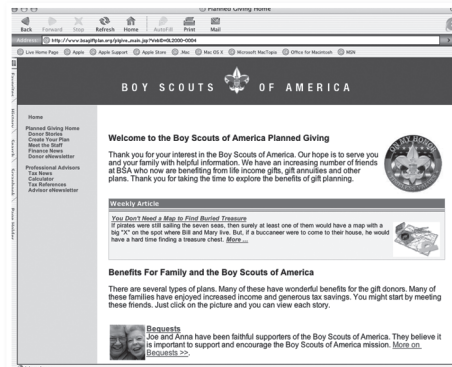 Planned Giving Home
Back Forward Stop Refresh Home AutoFill Print Mail
Address: http://www.bsagiftplan.org/
Live Home Page Apple Apple Support Apple Store .Mac Mac OS X Microsoft MacTopia Office for Macintosh MSN
Favorites
History
Search
Scrapbook
Page Holder
BOY SCOUTS OF AMERICA
Home
Planned Giving Home
Donor Stories
Create Your Plan
Meet the Staff
Finance News
Donor eNewsletter
Professional Advisors
Tax News
Calculator
Tax References
Advisor eNewsletter
Welcome to the Boy Scouts of America Planned Giving
Thank you for your interest in the Boy Scouts of America. Our hope is to serve you
and your family with helpful information. We have an increasing number of friends
at BSA who now are benefiting from life income gifts, gift annuities and other
plans. Thank you for taking the time to explore the benefits of gift planning.
ON MY HONOR
Weekly Article
You Don't Need a Map to Find Buried Treasure
If pirates were still sailing the seven seas, then surely at least one of them would have a map with a
big "X" on the spot where Bill and Mary live. But, if a buccaneer were to come to their house, he would
have a hard time finding a treasure chest. More ...
Benefits For Family and the Boy Scouts of America
There are several types of plans. Many of these have wonderful benefits for the gift donors. Many of
these families have enjoyed increased income and generous tax savings. You might start by meeting
these friends. Just click on the picture and you can view each story.
Bequests
Joe and Anna have been faithful supporters of the Boy Scouts of America. They believe it
is important to support and encourage the Boy Scouts of America mission. More on
Bequests >>.